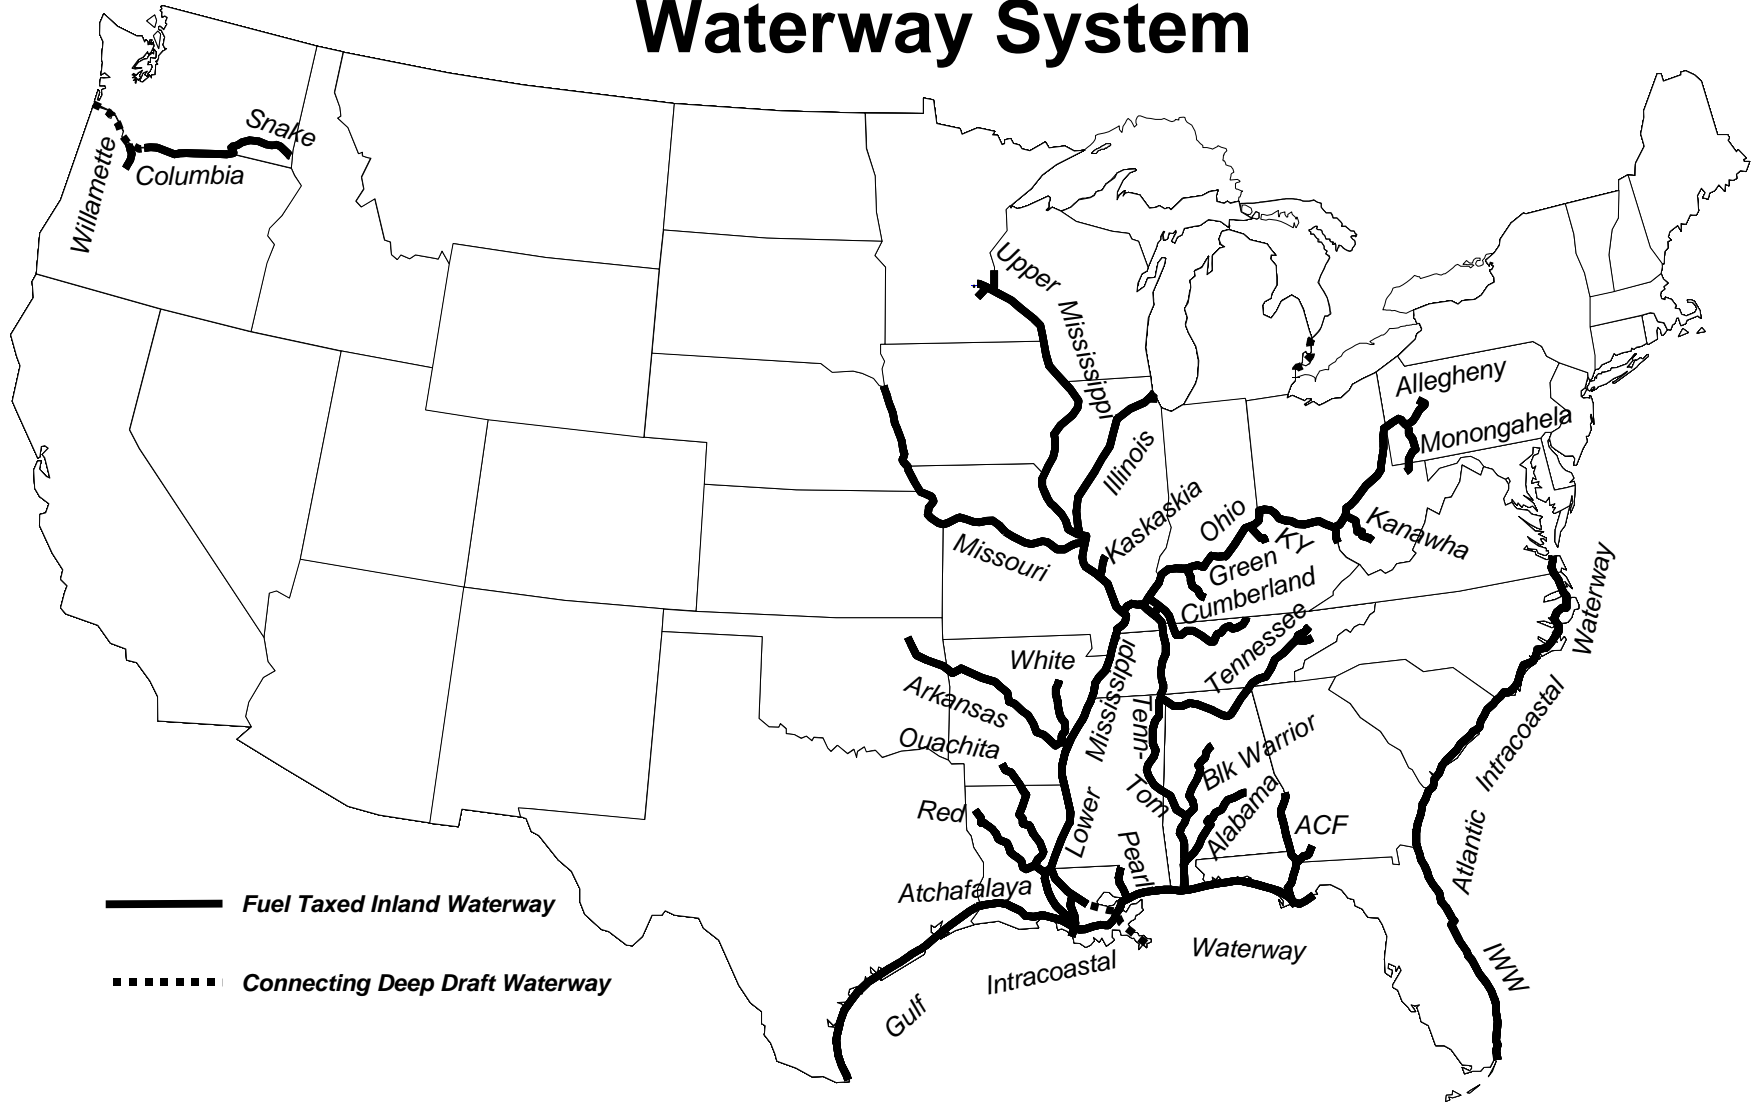 Waterway System
Snake
Columbia
Willamette
Upper
Mississippi
Illinois
Allegheny
Monongahela
Kaskaskia
Ohio
KY
Kanawha
Missouri
Green
Cumberland
Tennessee
White
Arkansas
Ouachita
Red
Lower
Mississippi
Tenn-
Tom
Blk Warrior
Alabama
Pearl
ACF
Atchafalaya
Gulf
Intracoastal
Waterway
Atlantic
Intracoastal
Waterway
IWW
Fuel Taxed Inland Waterway
Connecting Deep Draft Waterway